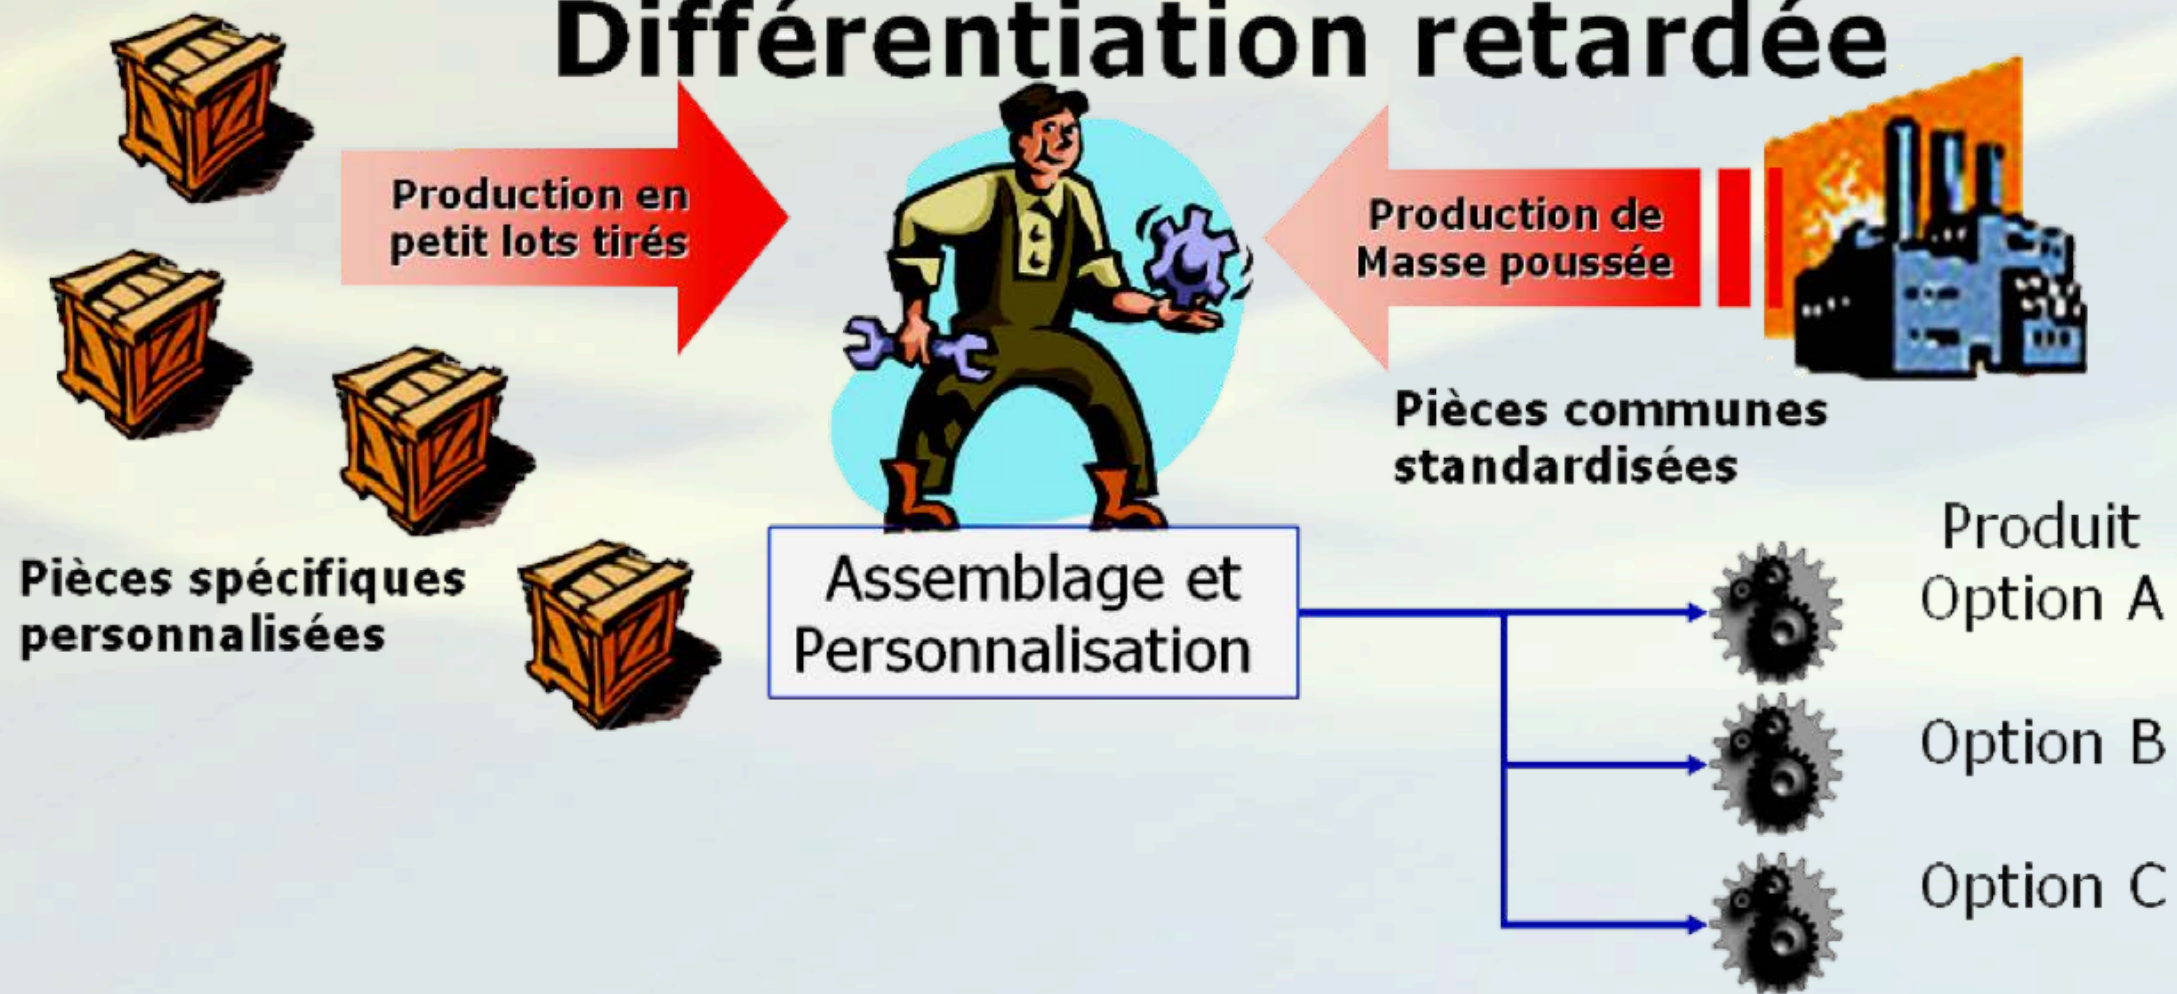 Différentiation retardée
Production en
petit lots tirés
Production de
Masse poussée
Pièces communes
standardisées
Pièces spécifiques
personnalisées
Assemblage et
Personnalisation
Produit
Option A
Option B
Option C